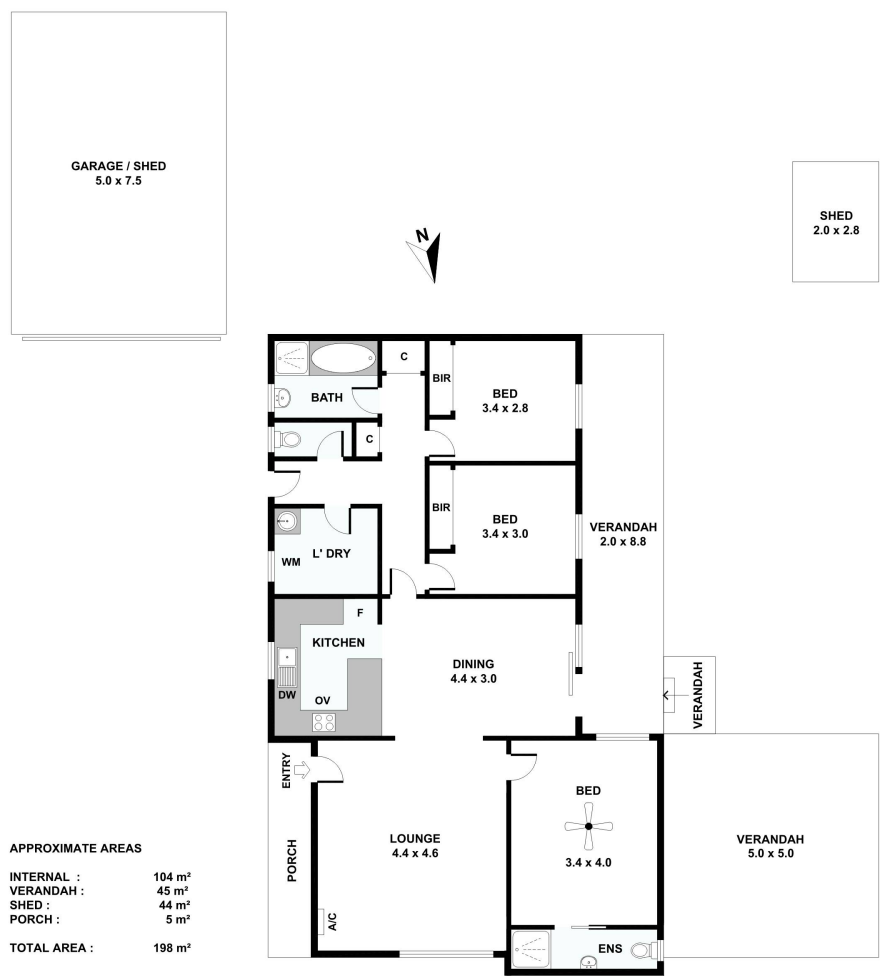 GARAGE / SHED
5.0 x 7.5
SHED
2.0 x 2.8
N
C
BIR
BED
3.4 x 2.8
BATH
C
BIR
BED
3.4 x 3.0
VERANDAH
2.0 x 8.8
L' DRY
WM
F
KITCHEN
DINING
4.4 x 3.0
DW
OV
VERANDAH
ENTRY
BED
3.4 x 4.0
LOUNGE
4.4 x 4.6
VERANDAH
5.0 x 5.0
PORCH
A/C
ENS
APPROXIMATE AREAS
INTERNAL : 104 m²
VERANDAH : 45 m²
SHED : 44 m²
PORCH : 5 m²
TOTAL AREA : 198 m²